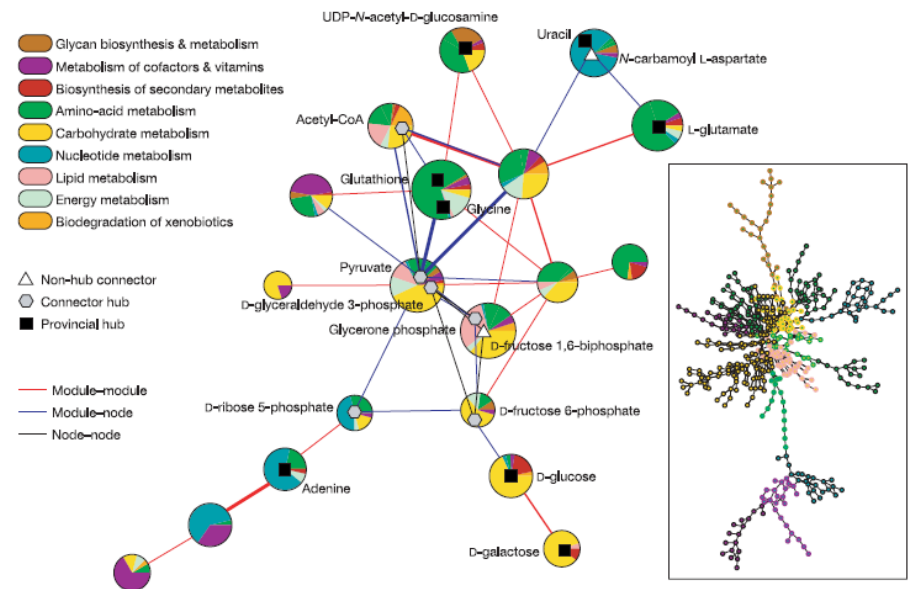 Glycan biosynthesis & metabolism
Metabolism of cofactors & vitamins
Biosynthesis of secondary metabolites
Amino-acid metabolism
Carbohydrate metabolism
Nucleotide metabolism
Lipid metabolism
Energy metabolism
Biodegradation of xenobiotics
Non-hub connector
Connector hub
Provincial hub
Module–module
Module–node
Node–node
UDP-N-acetyl-D-glucosamine
Uracil
N-carbamoyl L-aspartate
Acetyl-CoA
L-glutamate
Glutathione
Glycine
Pyruvate
D-glyceraldehyde 3-phosphate
Glycerone phosphate
D-fructose 1,6-biphosphate
D-ribose 5-phosphate
D-fructose 6-phosphate
Adenine
D-glucose
D-galactose